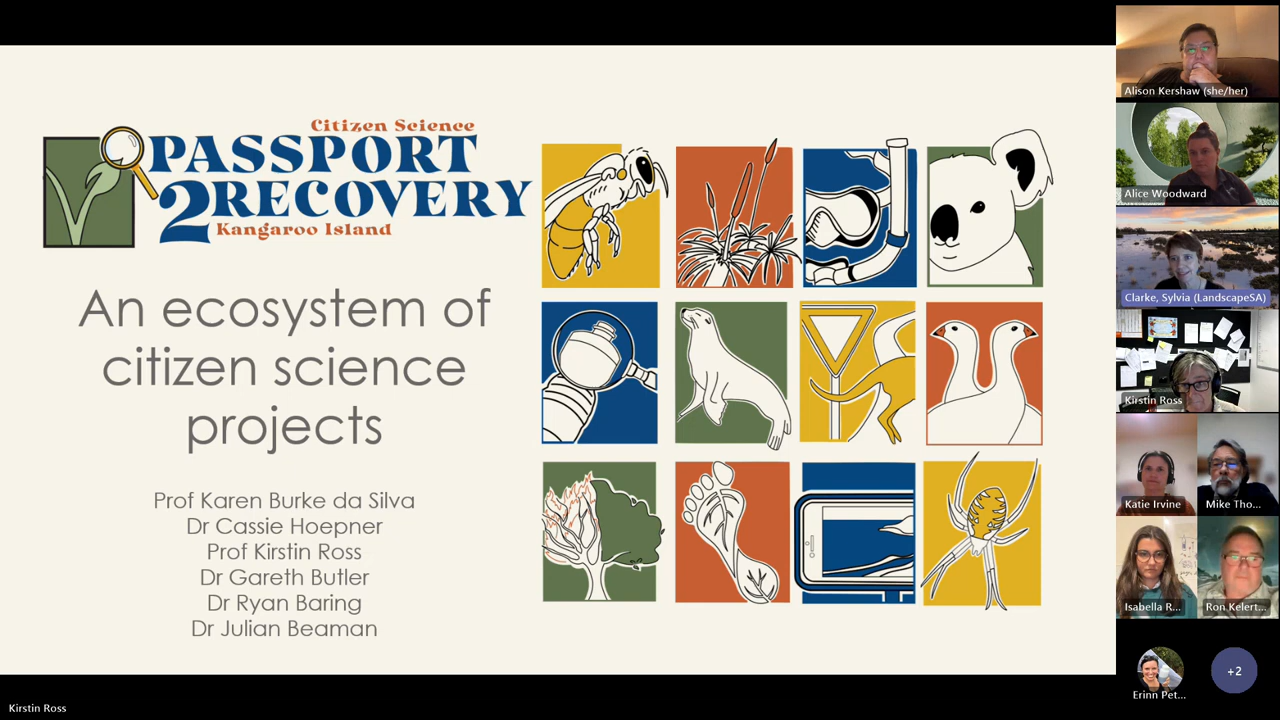 Citizen Science
PASSPORT
2RECOVERY
Kangaroo Island
An ecosystem of
citizen science
projects
Prof Karen Burke da Silva
Dr Cassie Hoepner
Prof Kirstin Ross
Dr Gareth Butler
Dr Ryan Baring
Dr Julian Beaman
Alison Kershaw (she/her)
Alice Woodward
Clarke, Sylvia (LandscapeSA)
Kirstin Ross
Katie Irvine
Mike Tho...
Isabella R...
Ron Kelert...
Erinn Pet...
+2
Kirstin Ross